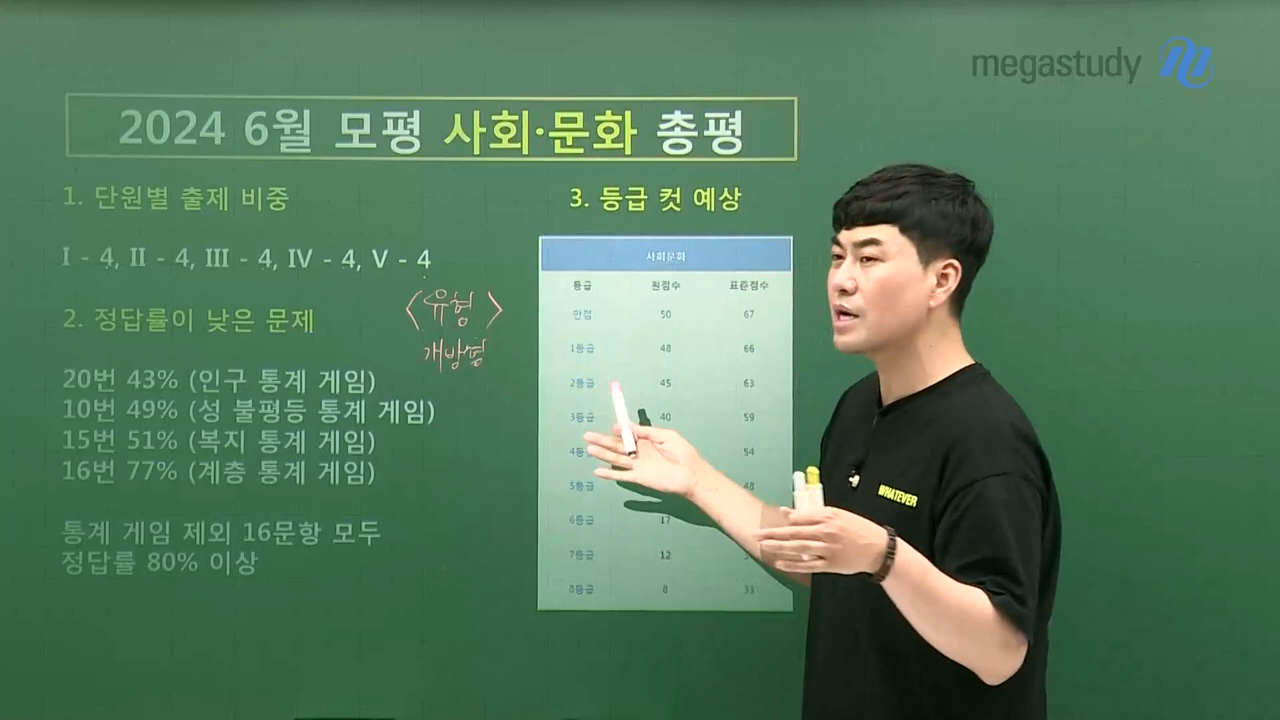 megastudy
2024 6월 모평 사회·문화 총평
1. 단원별 출제 비중
I - 4, II - 4, III - 4, IV - 4, V - 4
<유형>
개방형
2. 정답률이 낮은 문제
20번 43% (인구 통계 게임)
10번 49% (성 불평등 통계 게임)
15번 51% (복지 통계 게임)
16번 77% (계층 통계 게임)
통계 게임 제외 16문항 모두
정답률 80% 이상
3. 등급 컷 예상
사회문화
등급 원점수 표준점수
만점 50 67
1등급 48 66
2등급 45 63
3등급 40 59
4등급 54
5등급 48
6등급 17
7등급 12
8등급 8 33
WHATEVER